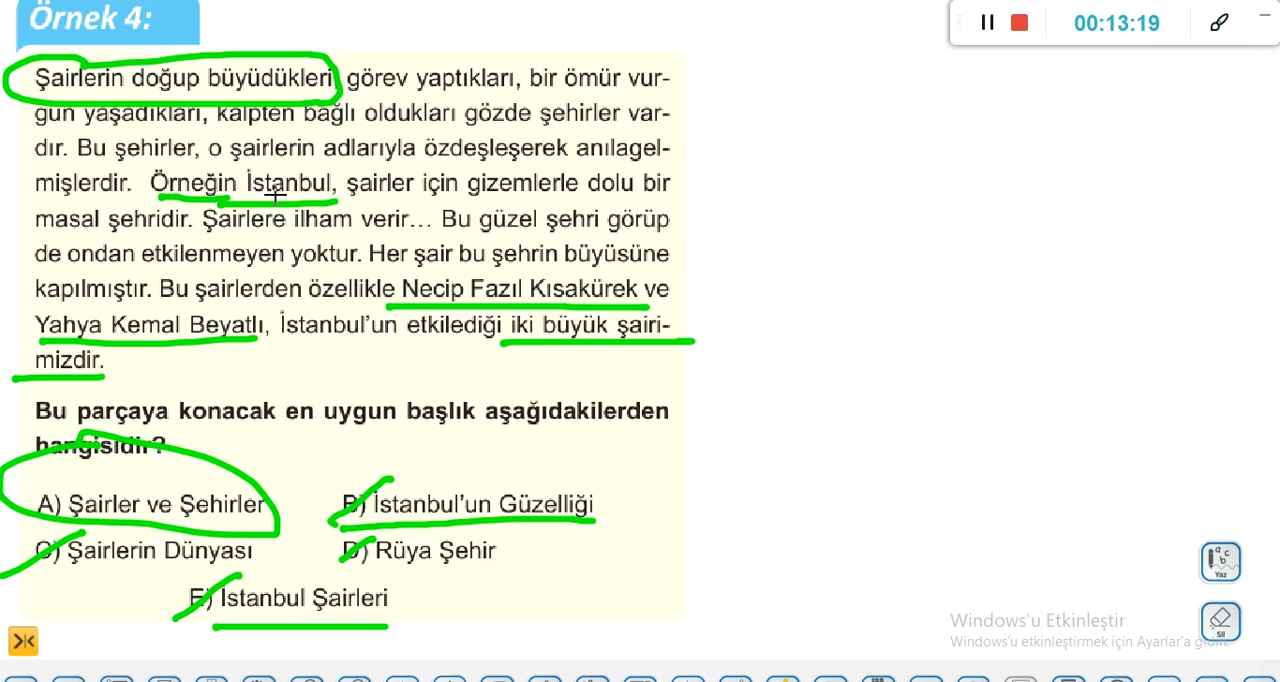 Örnek 4:
00:13:19
Şairlerin doğup büyüdükleri, görev yaptıkları, bir ömür vur-
gun yaşadıkları, kalpten bağlı oldukları gözde şehirler var-
dır. Bu şehirler, o şairlerin adlarıyla özdeşleşerek anılagel-
mişlerdir. Örneğin İstanbul, şairler için gizemlerle dolu bir
masal şehridir. Şairlere ilham verir... Bu güzel şehri görüp
de ondan etkilenmeyen yoktur. Her şair bu şehrin büyüsüne
kapılmıştır. Bu şairlerden özellikle Necip Fazıl Kısakürek ve
Yahya Kemal Beyatlı, İstanbul’un etkilediği iki büyük şairi-
mizdir.
Bu parçaya konacak en uygun başlık aşağıdakilerden
hangisidir?
A) Şairler ve Şehirler
B) İstanbul’un Güzelliği
C) Şairlerin Dünyası
D) Rüya Şehir
E) İstanbul Şairleri
a b c
Yaz
Sil
Windows'u Etkinleştir
Windows'u etkinleştirmek için Ayarlar'a gidin.